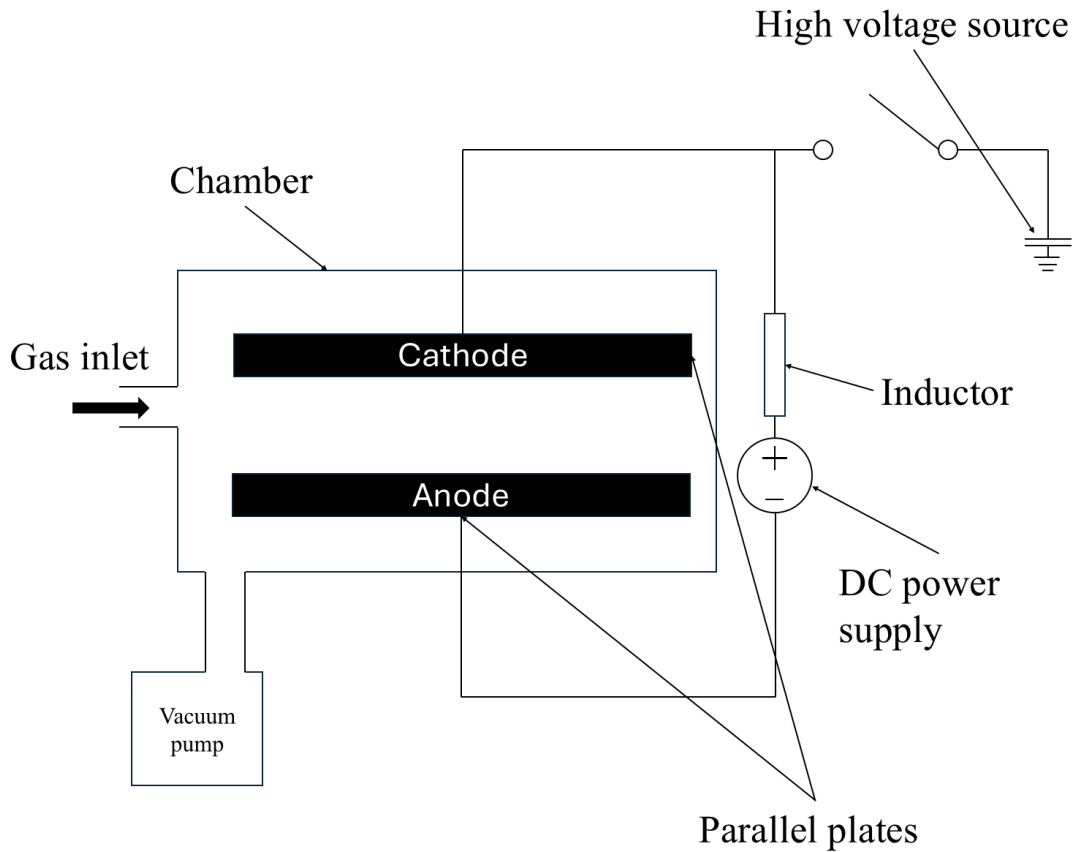 High voltage source
Chamber
Gas inlet
Cathode
Inductor
+
Anode
−
DC power
supply
Vacuum
pump
Parallel plates